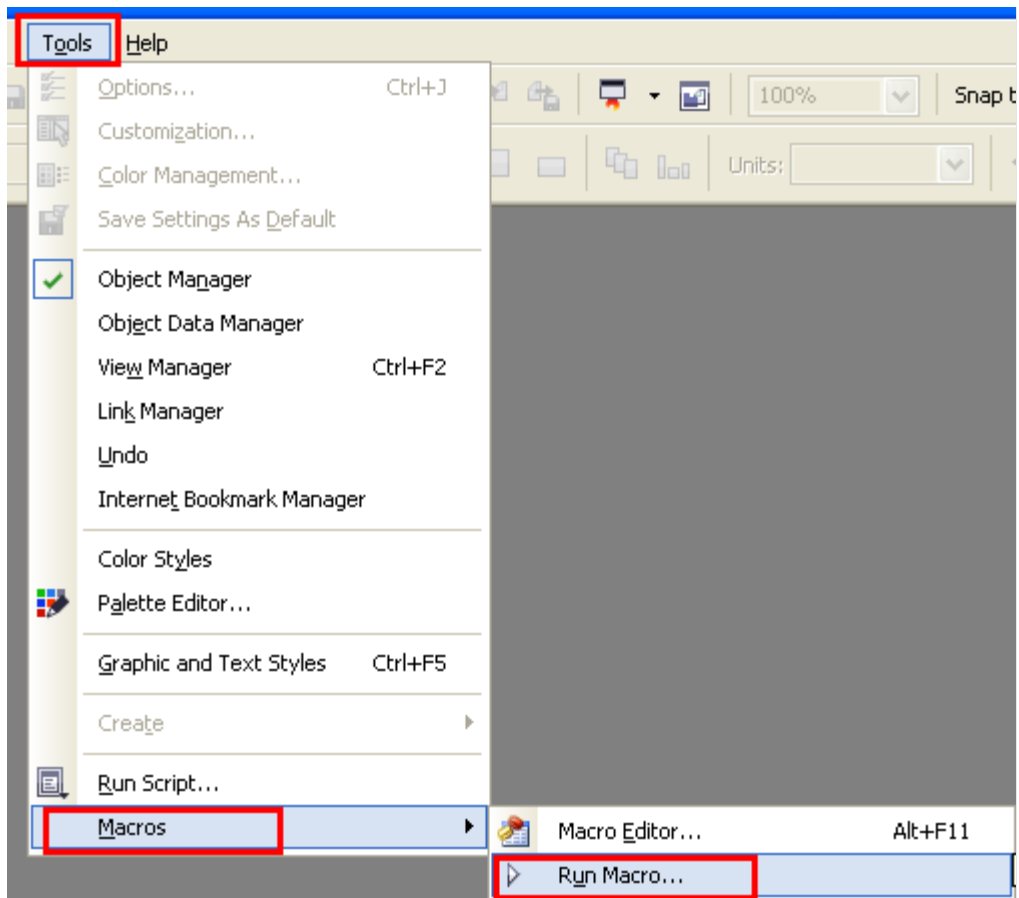 Tools Help
Options... Ctrl+J
100% Snap t
Customization...
Units:
Color Management...
Save Settings As Default
Object Manager
Object Data Manager
View Manager Ctrl+F2
Link Manager
Undo
Internet Bookmark Manager
Color Styles
Palette Editor...
Graphic and Text Styles Ctrl+F5
Create
Run Script...
Macros
Macro Editor... Alt+F11
Run Macro...